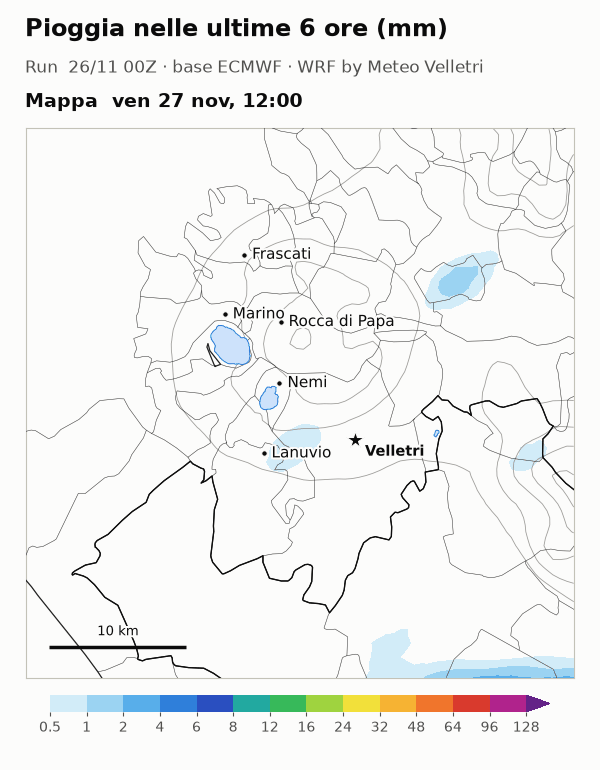 Pioggia nelle ultime 6 ore (mm)
Run  26/11 00Z · base ECMWF · WRF by Meteo Velletri
Mappa  ven 27 nov, 12:00
Frascati
Marino
Rocca di Papa
Nemi
Velletri
Lanuvio
10 km
0.5 1 2 4 6 8 12 16 24 32 48 64 96 128